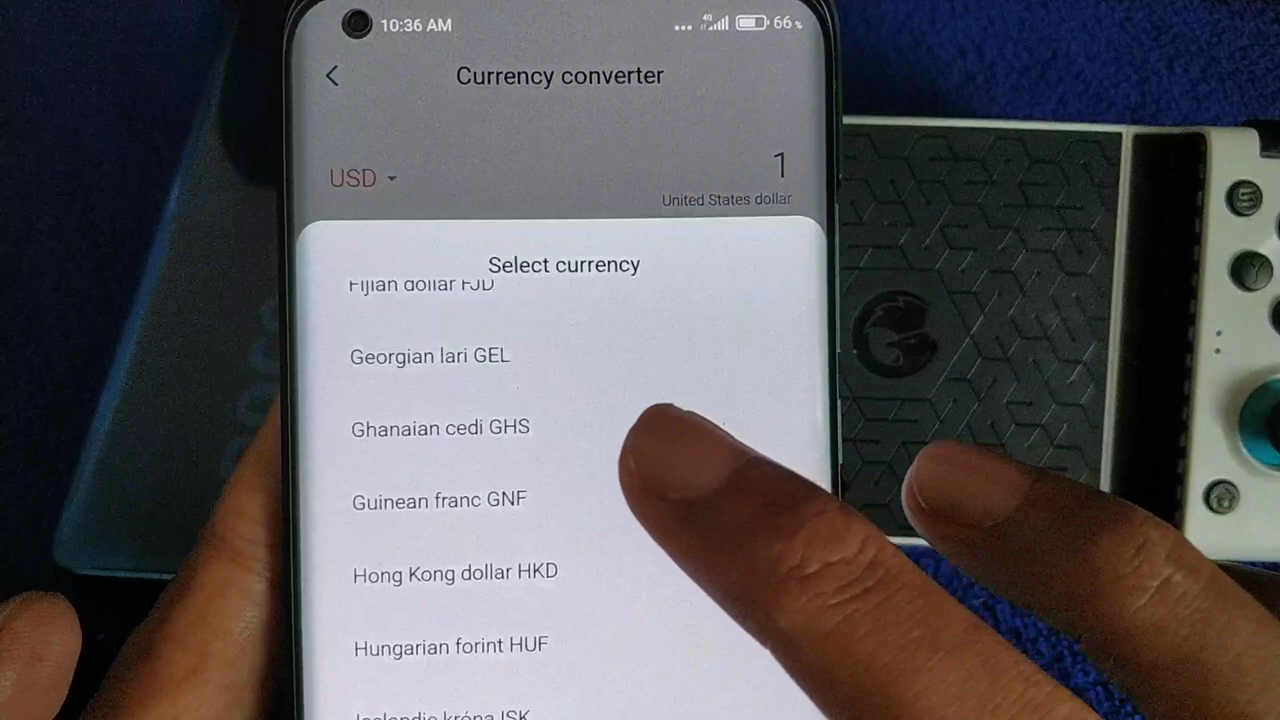 10:36 AM
4G
66%
Currency converter
USD
1
United States dollar
Select currency
Fijian dollar FJD
Georgian lari GEL
Ghanaian cedi GHS
Guinean franc GNF
Hong Kong dollar HKD
Hungarian forint HUF
Icelandic króna ISK